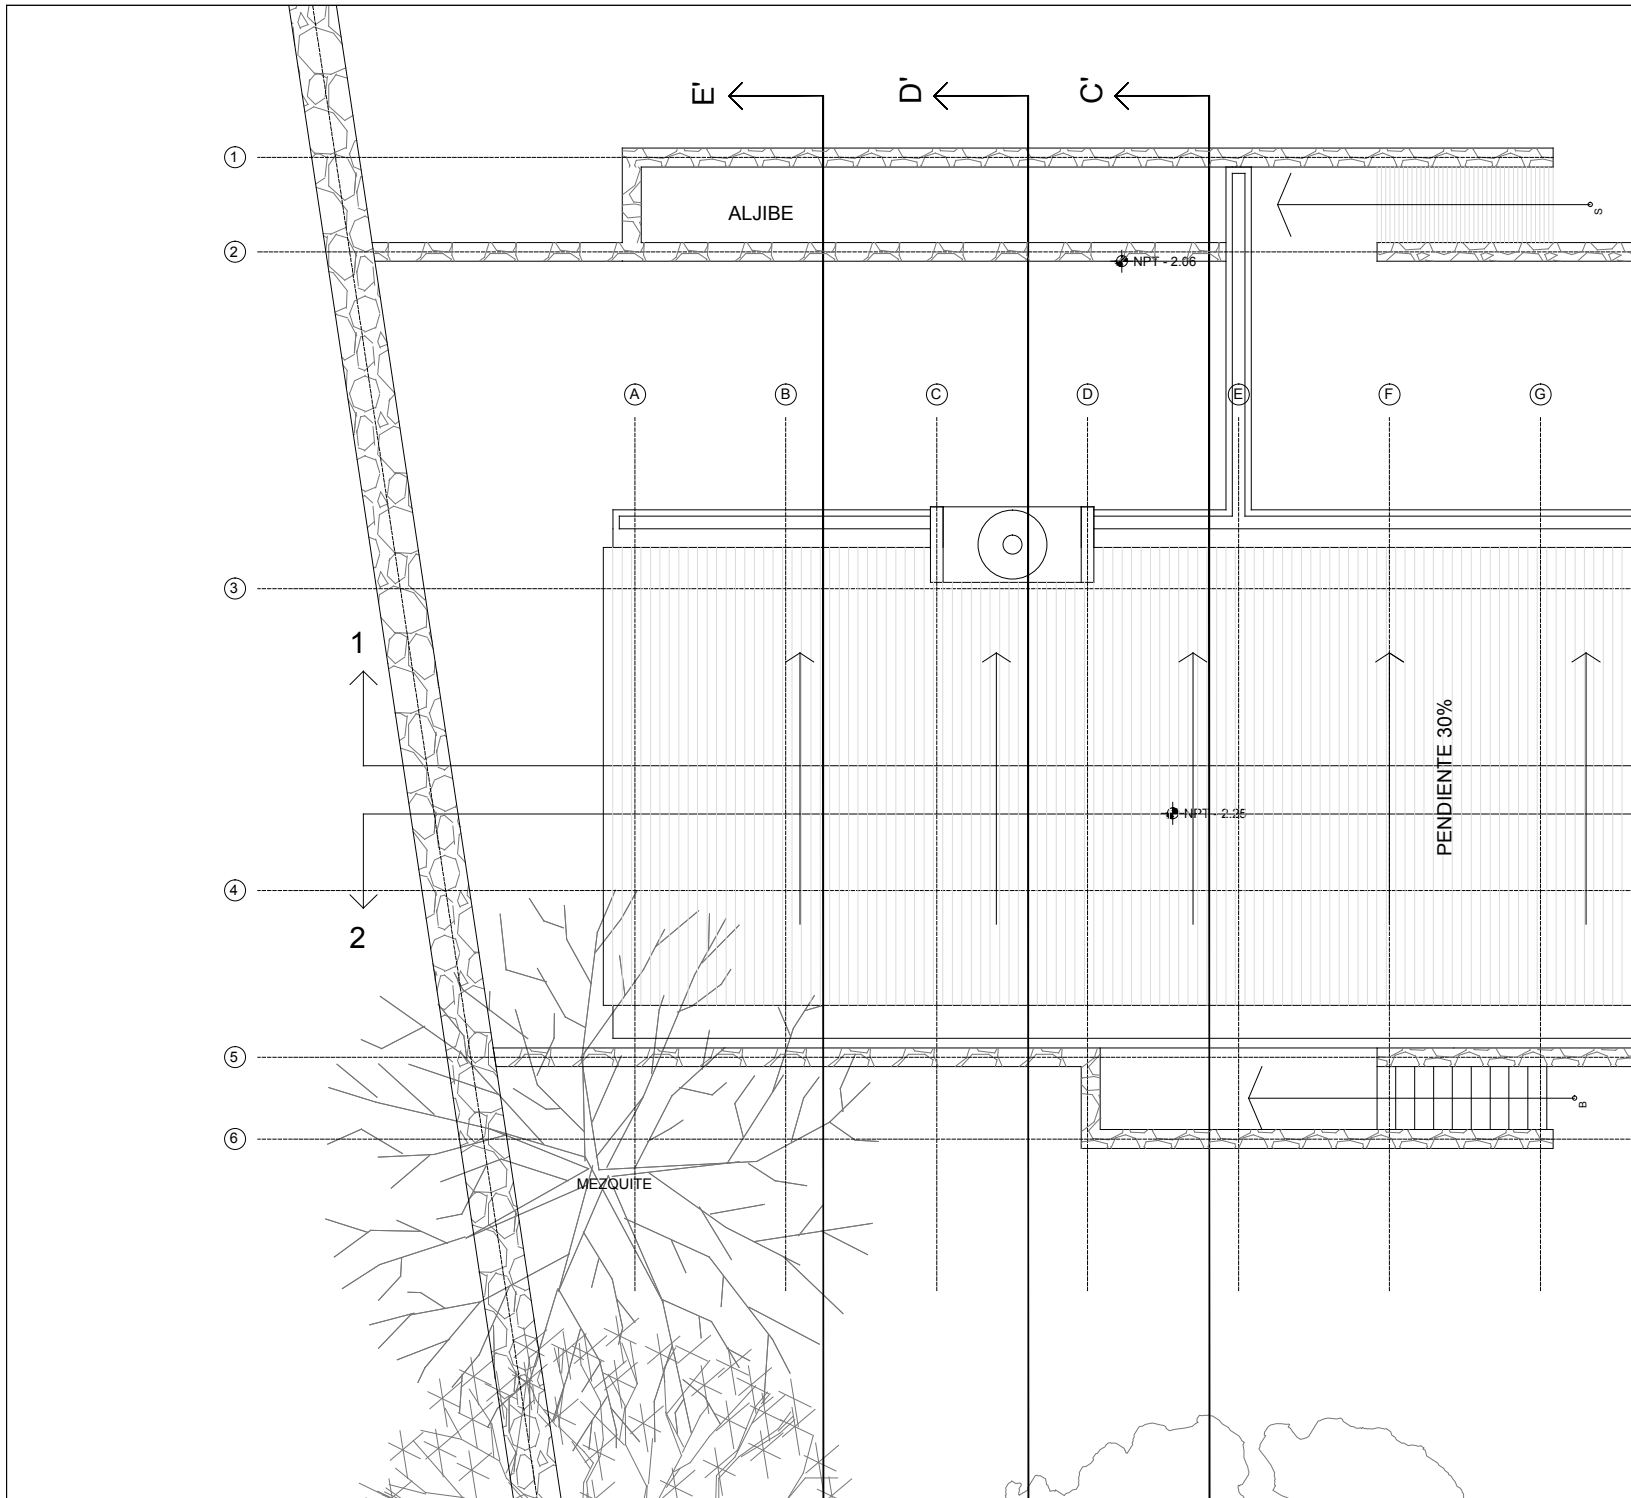 E' D' C'
1
ALJIBE
S
2
NPT - 2.06
A B C D E F G
3
1
PENDIENTE 30%
NPT - 2.25
4
2
5
B
6
MEZQUITE